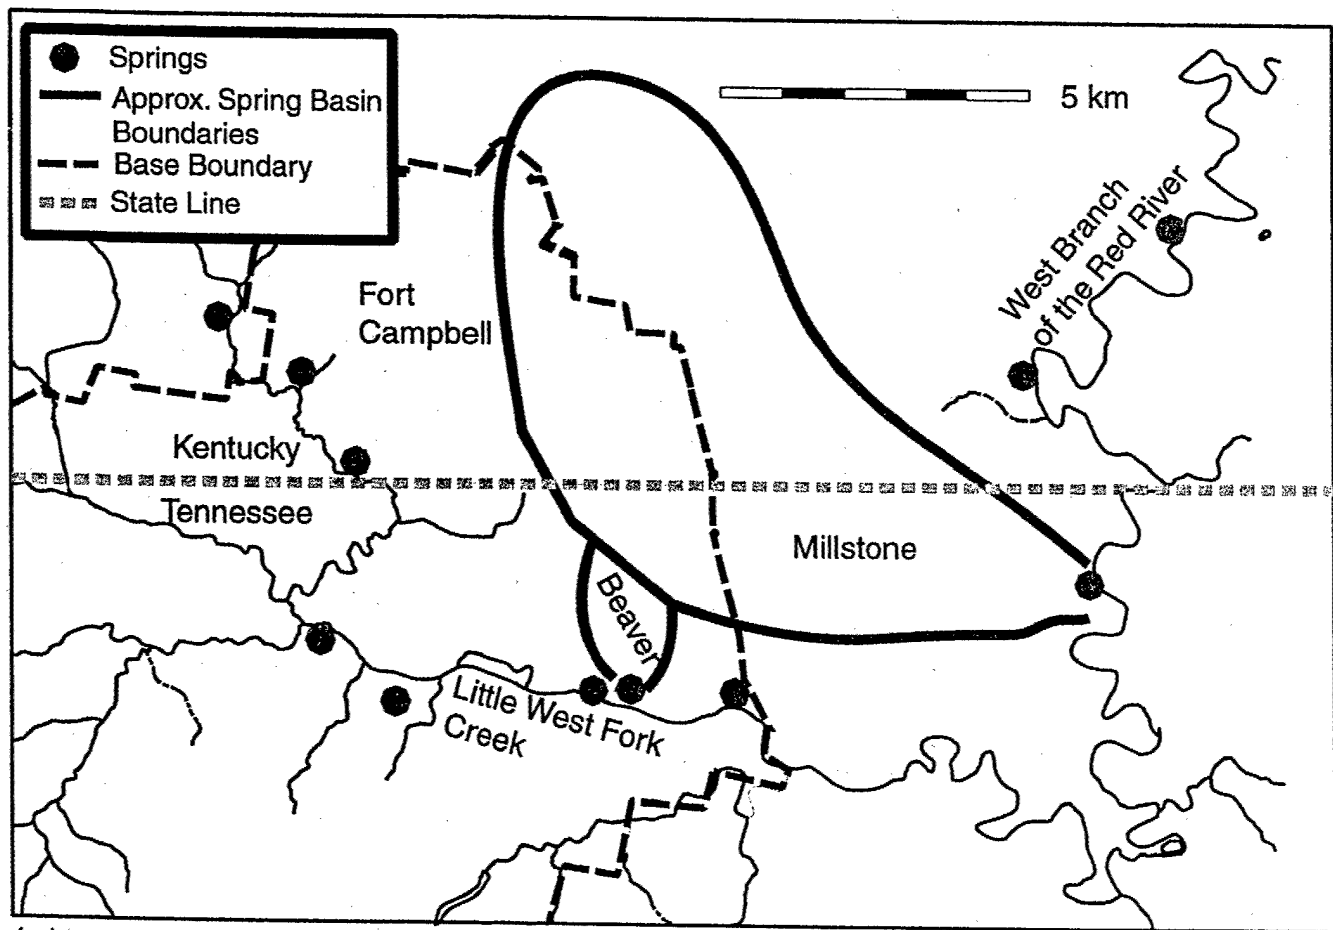 Springs
Approx. Spring Basin
Boundaries
Base Boundary
State Line
5 km
West Branch
of the Red River
Fort
Campbell
Kentucky
Tennessee
Millstone
Beaver
Little West Fork
Creek